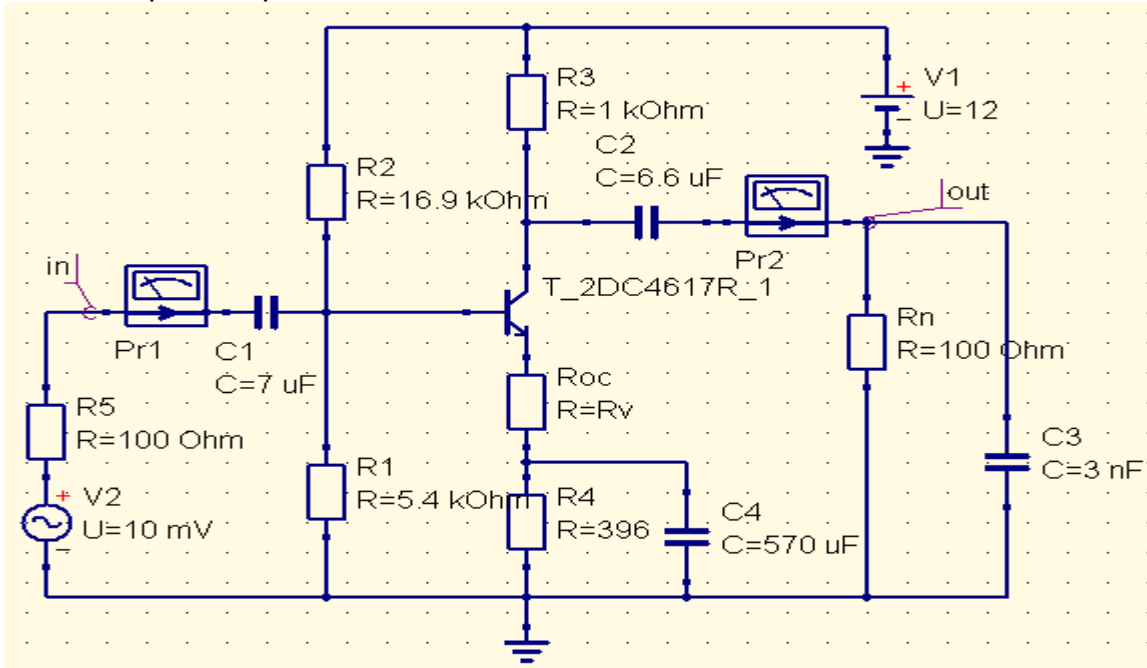 R3
R=1 kOhm
V1
U=12
C2
C=6.6 uF
R2
R=16.9 kOhm
out
Pr2
in
T_2DC4617R_1
Pr1
C1
C=7 uF
Rn
R=100 Ohm
Roc
R=Rv
R5
R=100 Ohm
C3
C=3 nF
R1
R=5.4 kOhm
R4
R=396
V2
U=10 mV
C4
C=570 uF